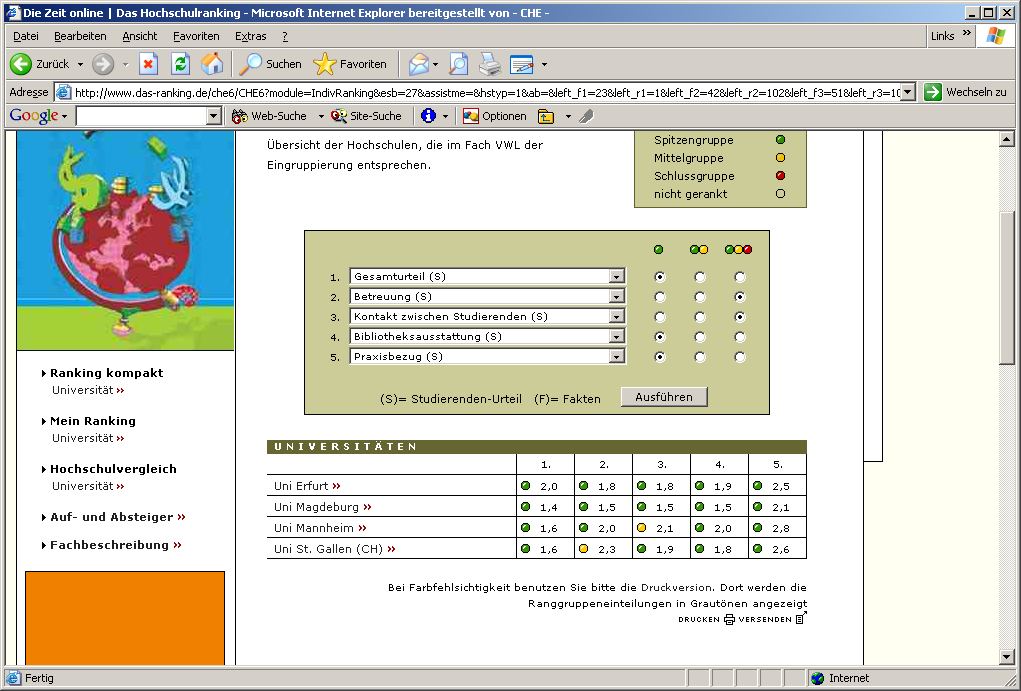 Die Zeit online | Das Hochschulranking - Microsoft Internet Explorer bereitgestellt von - CHE -
Datei Bearbeiten Ansicht Favoriten Extras ? Links »
Zurück Suchen Favoriten
Adresse http://www.das-ranking.de/che6/CHE6?module=IndivRanking&esb=27&assistme=&hstyp=1&ab=&left_f1=23&left_r1=1&left_f2=42&left_r2=102&left_f3=51&left_r3=10 Wechseln zu
Google Web-Suche Site-Suche Optionen
Übersicht der Hochschulen, die im Fach VWL der
Eingruppierung entsprechen.
Spitzengruppe
Mittelgruppe
Schlussgruppe
nicht gerankt
1. Gesamturteil (S)
2. Betreuung (S)
3. Kontakt zwischen Studierenden (S)
4. Bibliotheksausstattung (S)
5. Praxisbezug (S)
(S)= Studierenden-Urteil (F)= Fakten Ausführen
Ranking kompakt
Universität »
Mein Ranking
Universität »
Hochschulvergleich
Universität »
Auf- und Absteiger »
Fachbeschreibung »
UNIVERSITÄTEN
1. 2. 3. 4. 5.
Uni Erfurt » 2,0 1,8 1,8 1,9 2,5
Uni Magdeburg » 1,4 1,5 1,5 1,5 2,1
Uni Mannheim » 1,6 2,0 2,1 2,0 2,8
Uni St. Gallen (CH) » 1,6 2,3 1,9 1,8 2,6
Bei Farbfehlsichtigkeit benutzen Sie bitte die Druckversion. Dort werden die
Ranggruppeneinteilungen in Grautönen angezeigt
DRUCKEN VERSENDEN
Fertig Internet